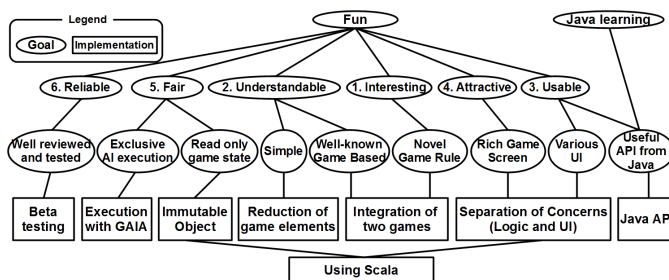 Legend
Goal
Implementation
Fun
Java learning
6. Reliable
5. Fair
2. Understandable
1. Interesting
4. Attractive
3. Usable
Well reviewed
and tested
Exclusive
AI execution
Read only
game state
Simple
Well-known
Game Based
Novel
Game Rule
Rich Game
Screen
Various
UI
Useful
API from
Java
Beta
testing
Execution
with GAIA
Immutable
Object
Reduction of
game elements
Integration of
two games
Separation of Concerns
(Logic and UI)
Java API
Using Scala